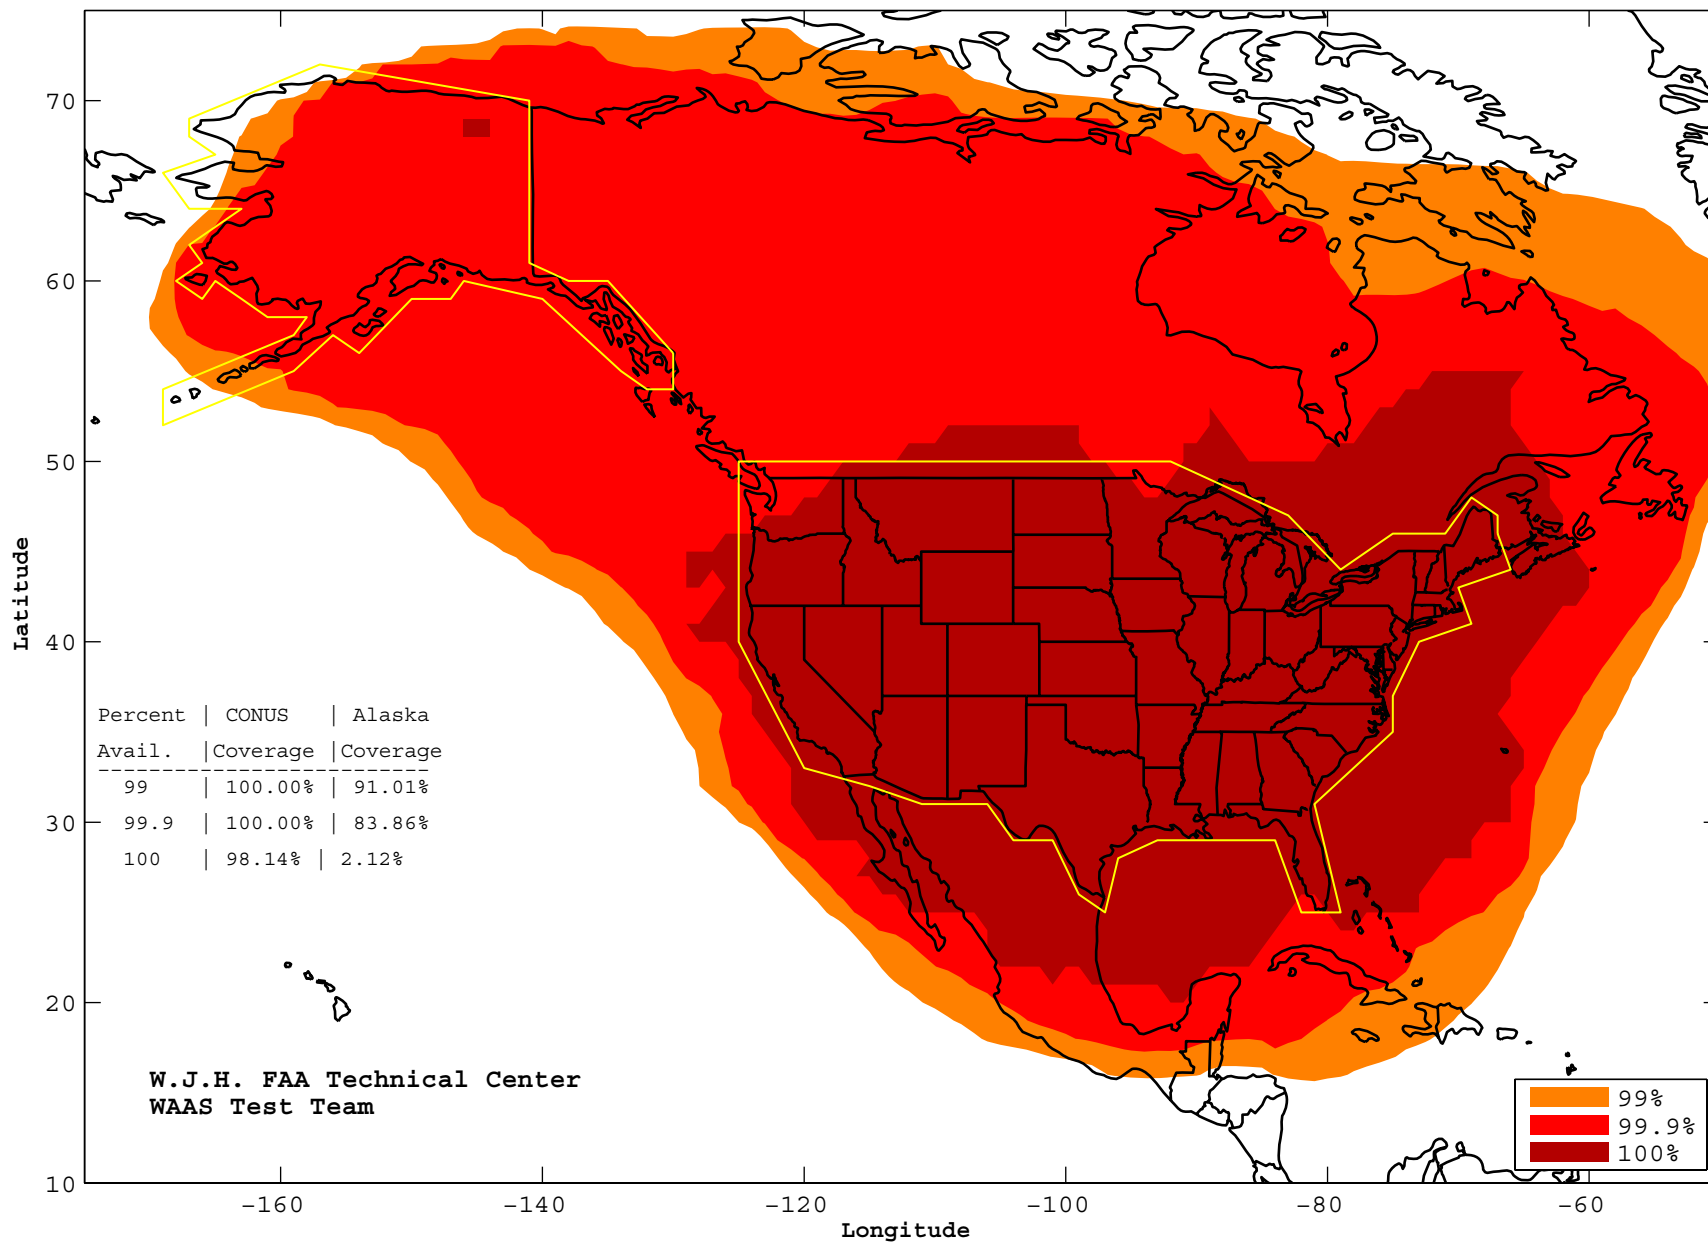 70
60
50
40
30
20
10
Latitude
Percent | CONUS | Alaska
Avail. |Coverage |Coverage
--------------------------
99 | 100.00% | 91.01%
99.9 | 100.00% | 83.86%
100 | 98.14% | 2.12%
W.J.H. FAA Technical Center
WAAS Test Team
99%
99.9%
100%
-160
-140
-120
-100
-80
-60
Longitude